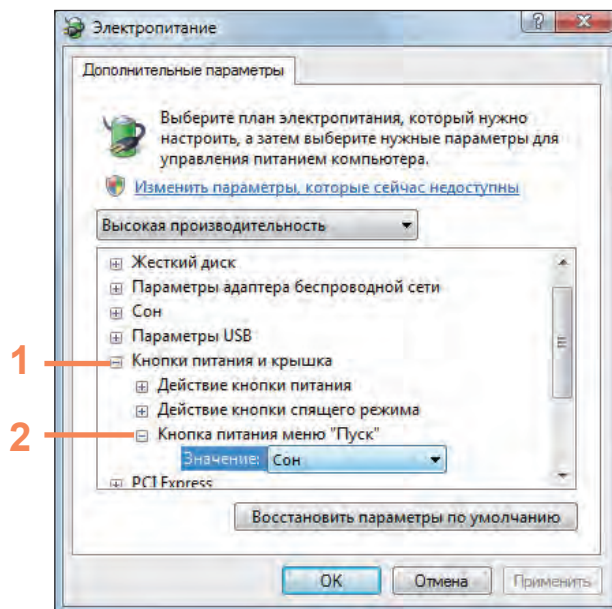 Электропитание
Дополнительные параметры
Выберите план электропитания, который нужно
настроить, а затем выберите нужные параметры для
управления питанием компьютера.
Изменить параметры, которые сейчас недоступны
Высокая производительность
Жесткий диск
Параметры адаптера беспроводной сети
Сон
Параметры USB
1 Кнопки питания и крышка
Действие кнопки питания
Действие кнопки спящего режима
2 Кнопка питания меню "Пуск"
Значение: Сон
PCI Express
Восстановить параметры по умолчанию
OK Отмена Применить